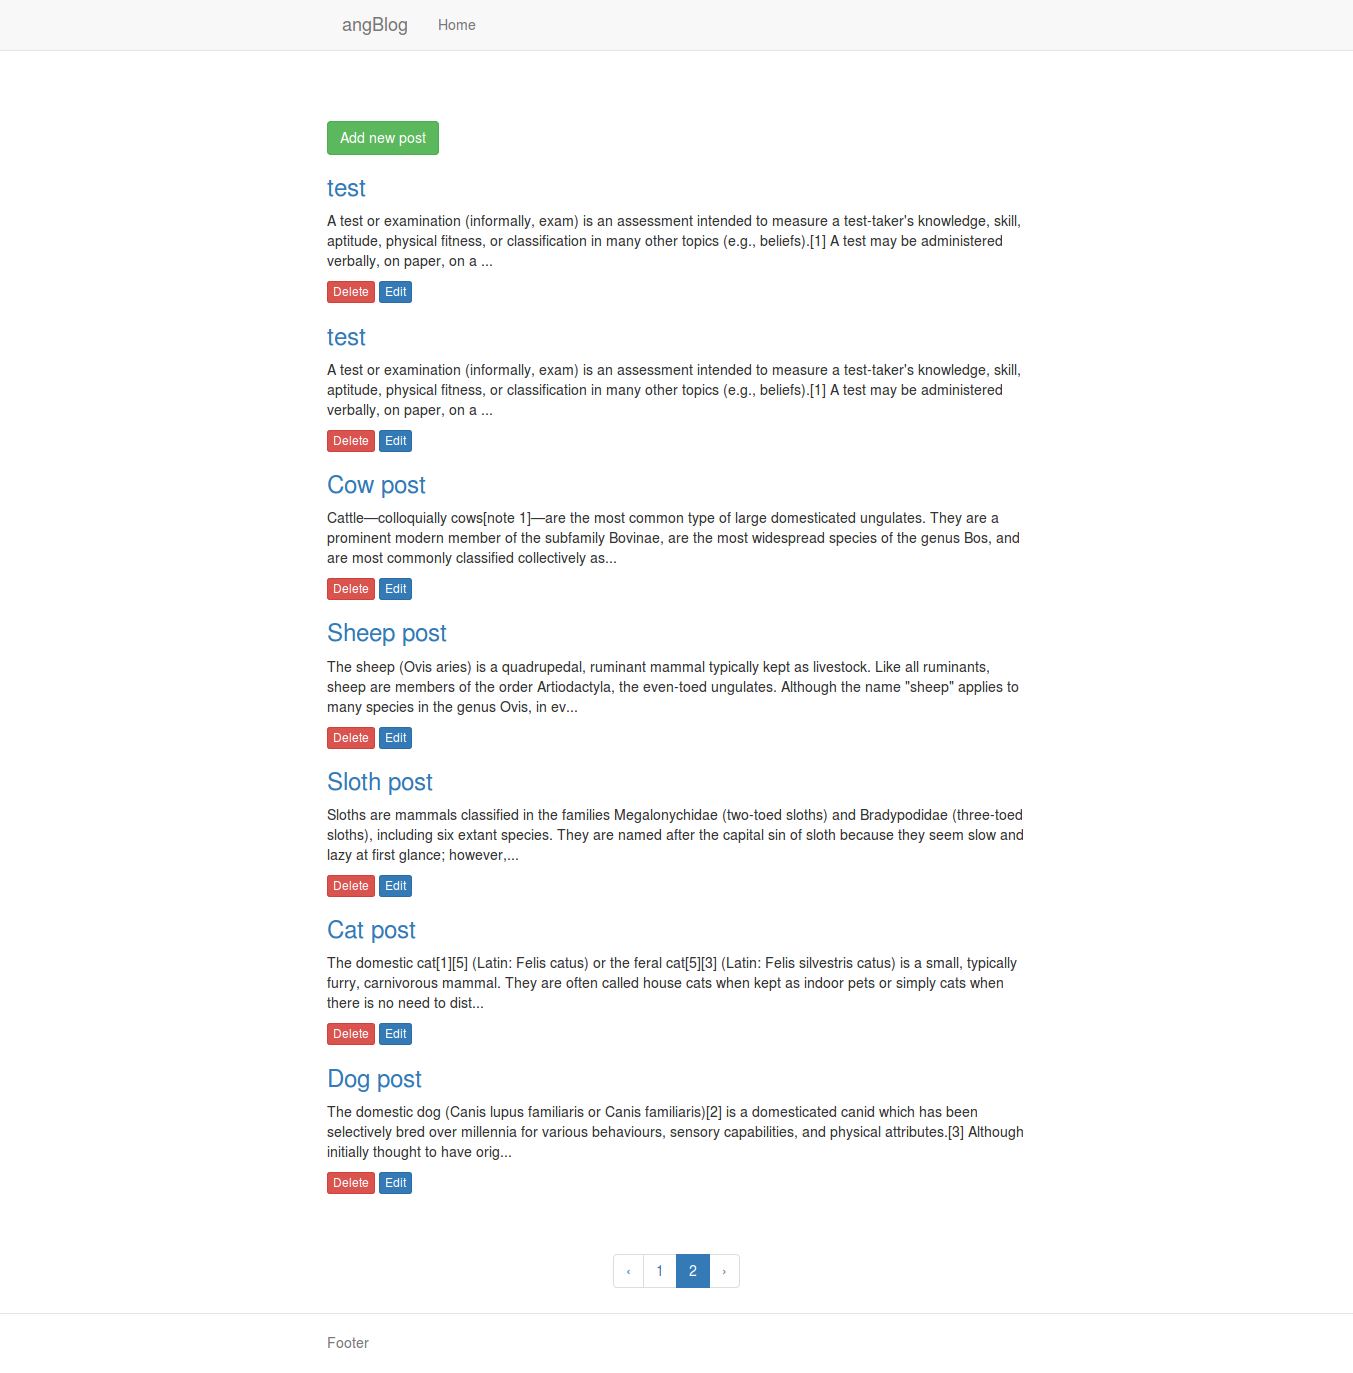 angBlog Home
Add new post
test
A test or examination (informally, exam) is an assessment intended to measure a test-taker's knowledge, skill,
aptitude, physical fitness, or classification in many other topics (e.g., beliefs).[1] A test may be administered
verbally, on paper, on a ...
Delete Edit
test
A test or examination (informally, exam) is an assessment intended to measure a test-taker's knowledge, skill,
aptitude, physical fitness, or classification in many other topics (e.g., beliefs).[1] A test may be administered
verbally, on paper, on a ...
Delete Edit
Cow post
Cattle—colloquially cows[note 1]—are the most common type of large domesticated ungulates. They are a
prominent modern member of the subfamily Bovinae, are the most widespread species of the genus Bos, and
are most commonly classified collectively as...
Delete Edit
Sheep post
The sheep (Ovis aries) is a quadrupedal, ruminant mammal typically kept as livestock. Like all ruminants,
sheep are members of the order Artiodactyla, the even-toed ungulates. Although the name "sheep" applies to
many species in the genus Ovis, in ev...
Delete Edit
Sloth post
Sloths are mammals classified in the families Megalonychidae (two-toed sloths) and Bradypodidae (three-toed
sloths), including six extant species. They are named after the capital sin of sloth because they seem slow and
lazy at first glance; however,...
Delete Edit
Cat post
The domestic cat[1][5] (Latin: Felis catus) or the feral cat[5][3] (Latin: Felis silvestris catus) is a small, typically
furry, carnivorous mammal. They are often called house cats when kept as indoor pets or simply cats when
there is no need to dist...
Delete Edit
Dog post
The domestic dog (Canis lupus familiaris or Canis familiaris)[2] is a domesticated canid which has been
selectively bred over millennia for various behaviours, sensory capabilities, and physical attributes.[3] Although
initially thought to have orig...
Delete Edit
‹ 1 2 ›
Footer